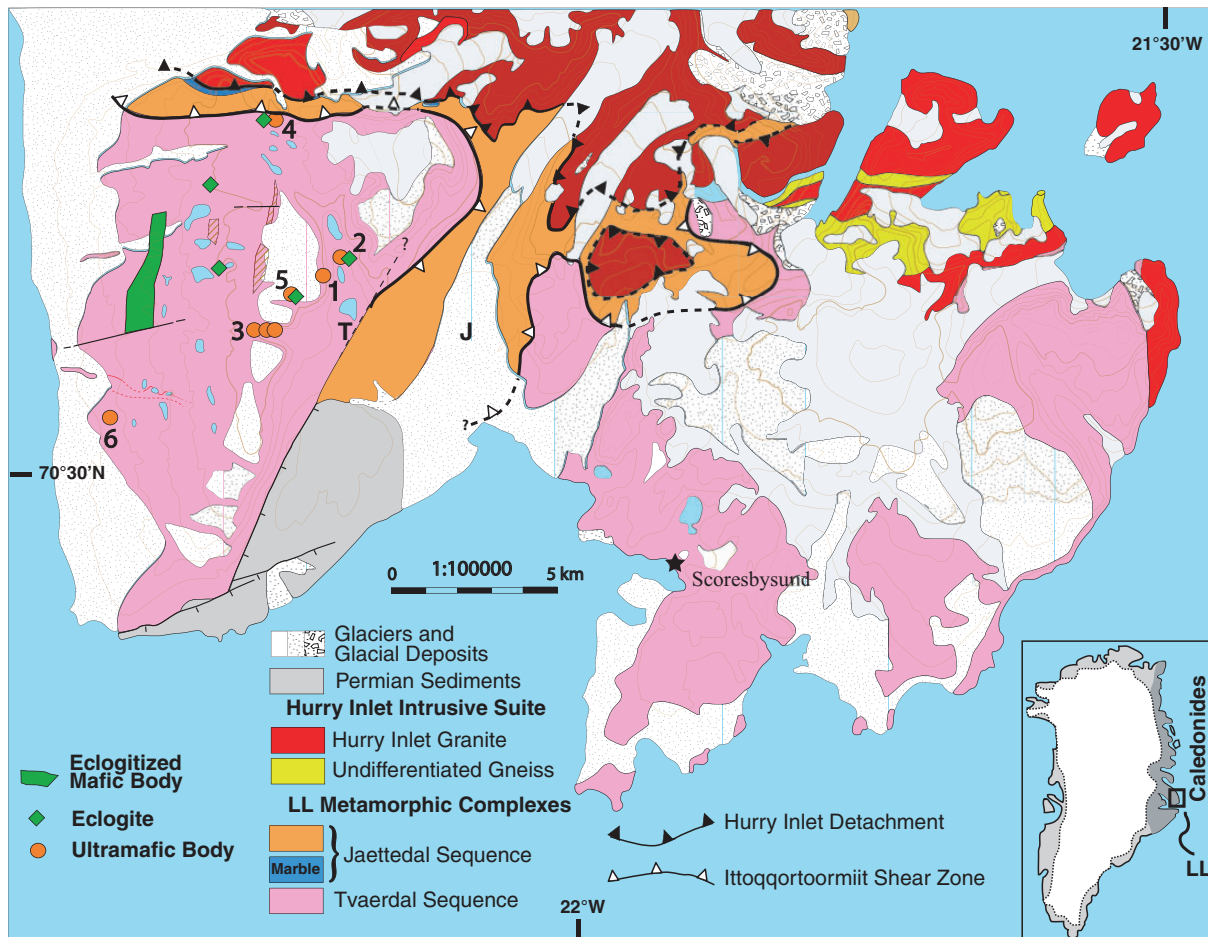 21°30'W
4
?
2
5
1
3
T
J
6
?
70°30'N
1:100000
0
5 km
Scoresbysund
Glaciers and
Glacial Deposits
Permian Sediments
Hurry Inlet Intrusive Suite
Hurry Inlet Granite
Undifferentiated Gneiss
Eclogitized
Mafic Body
LL Metamorphic Complexes
Eclogite
Ultramafic Body
Jaettedal Sequence
Marble
Tvaerdal Sequence
Hurry Inlet Detachment
Ittoqqortoormiit Shear Zone
22°W
Caledonides
LL